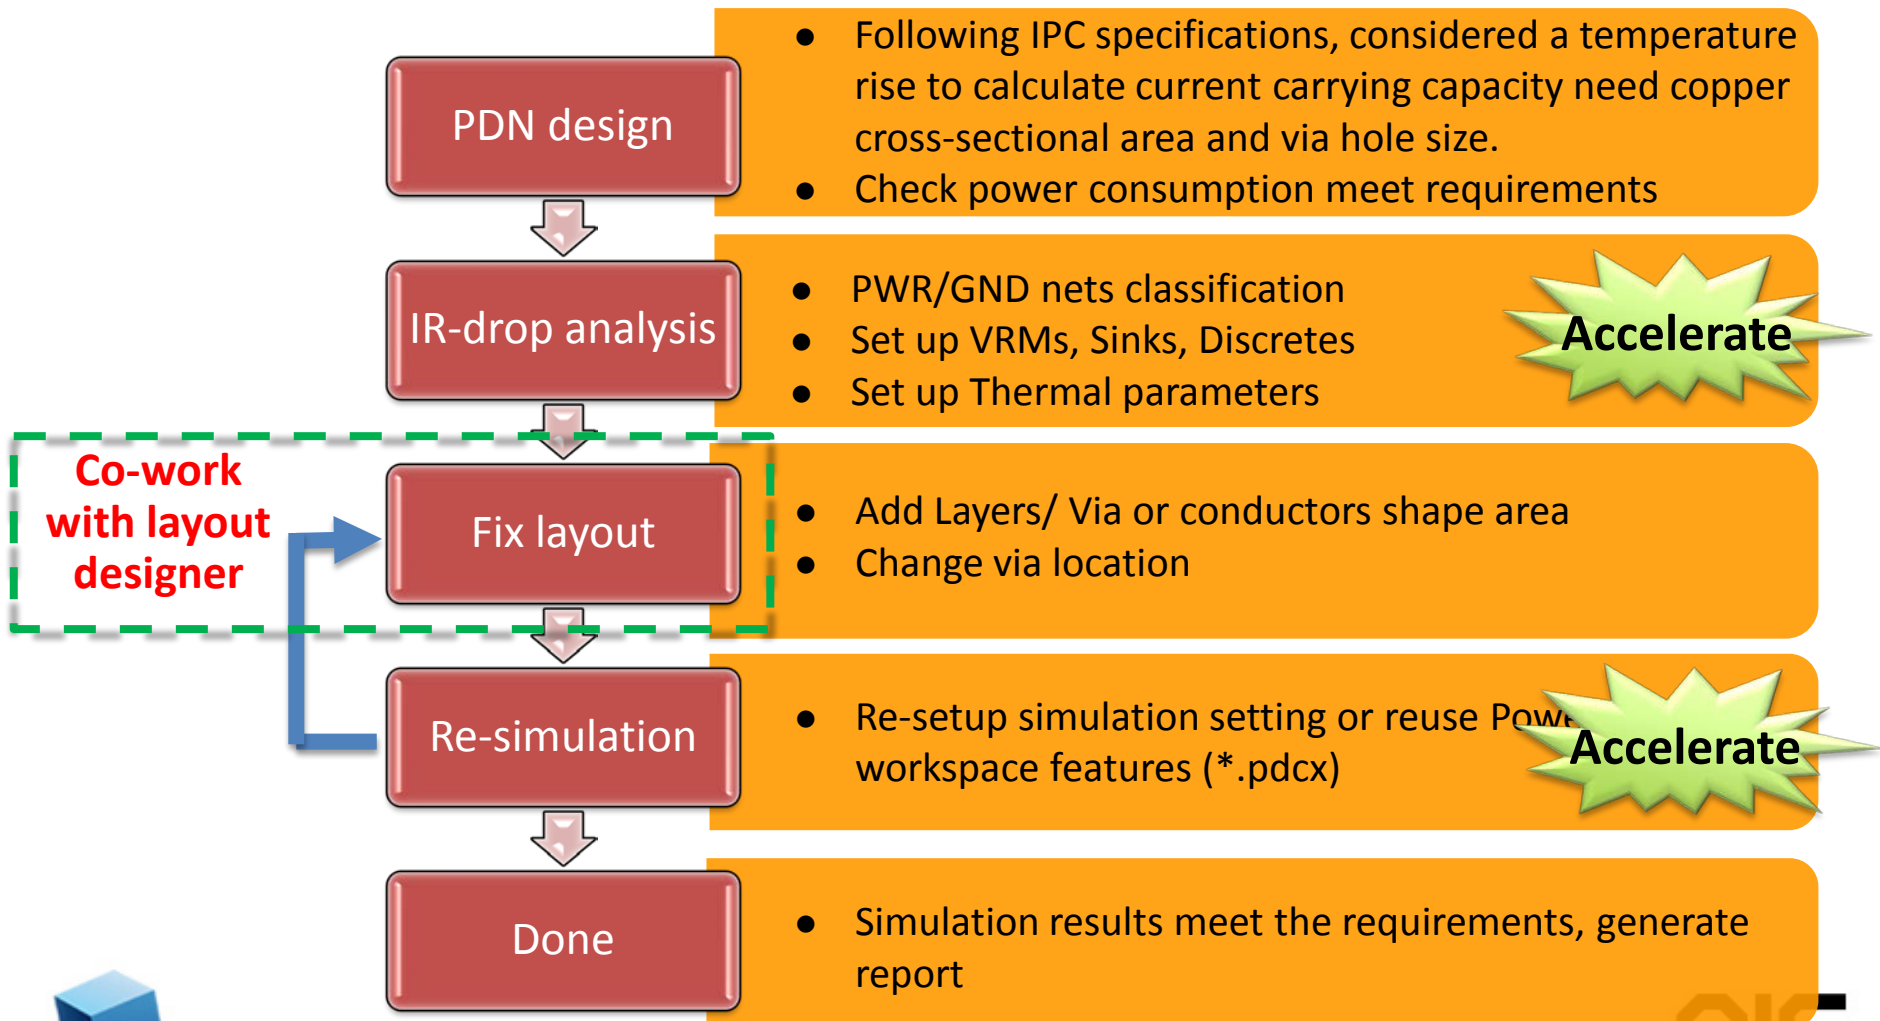 PDN design
● Following IPC specifications, considered a temperature
rise to calculate current carrying capacity need copper
cross-sectional area and via hole size.
● Check power consumption meet requirements
IR-drop analysis
● PWR/GND nets classification
● Set up VRMs, Sinks, Discretes
● Set up Thermal parameters
Accelerate
Co-work
with layout
designer
Fix layout
● Add Layers/ Via or conductors shape area
● Change via location
Re-simulation
● Re-setup simulation setting or reuse
workspace features (*.pdcx)
Accelerate
Done
● Simulation results meet the requirements, generate
report